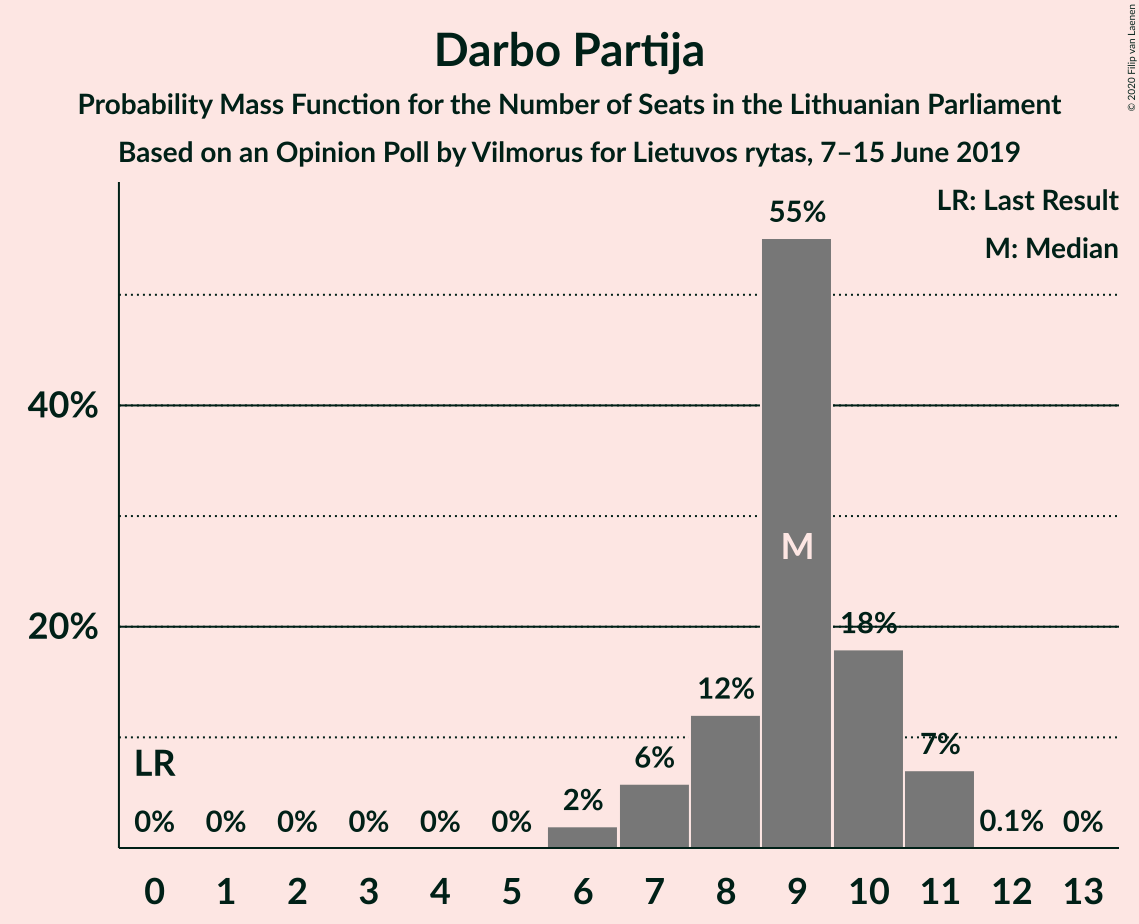 Darbo Partija
Probability Mass Function for the Number of Seats in the Lithuanian Parliament
Based on an Opinion Poll by Vilmorus for Lietuvos rytas, 7–15 June 2019
© 2020 Filip van Laenen
LR: Last Result
M: Median
55%
40%
M
20%
18%
12%
7%
LR
6%
2%
0% 0% 0% 0% 0% 0% 0.1% 0%
0 1 2 3 4 5 6 7 8 9 10 11 12 13